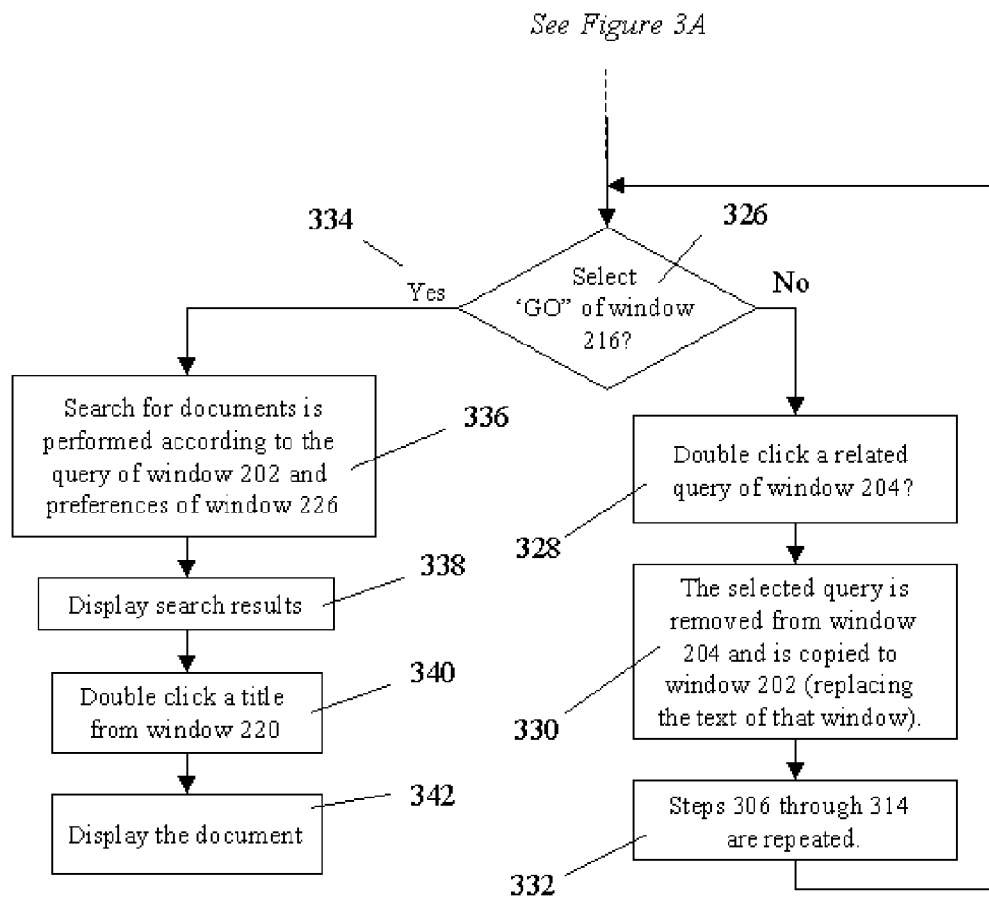 See Figure 3A
334
326
Yes
Select
‘GO” of window
216?
No
Search for documents is
performed according to the
query of window 202 and
preferences of window 226
336
Double click a related
query of window 204?
328
338
Display search results
The selected query is
removed from window
204 and is copied to
window 202 (replacing
the text of that window).
330
340
Double click a title
from window 220
342
Display the document
Steps 306 through 314
are repeated.
332